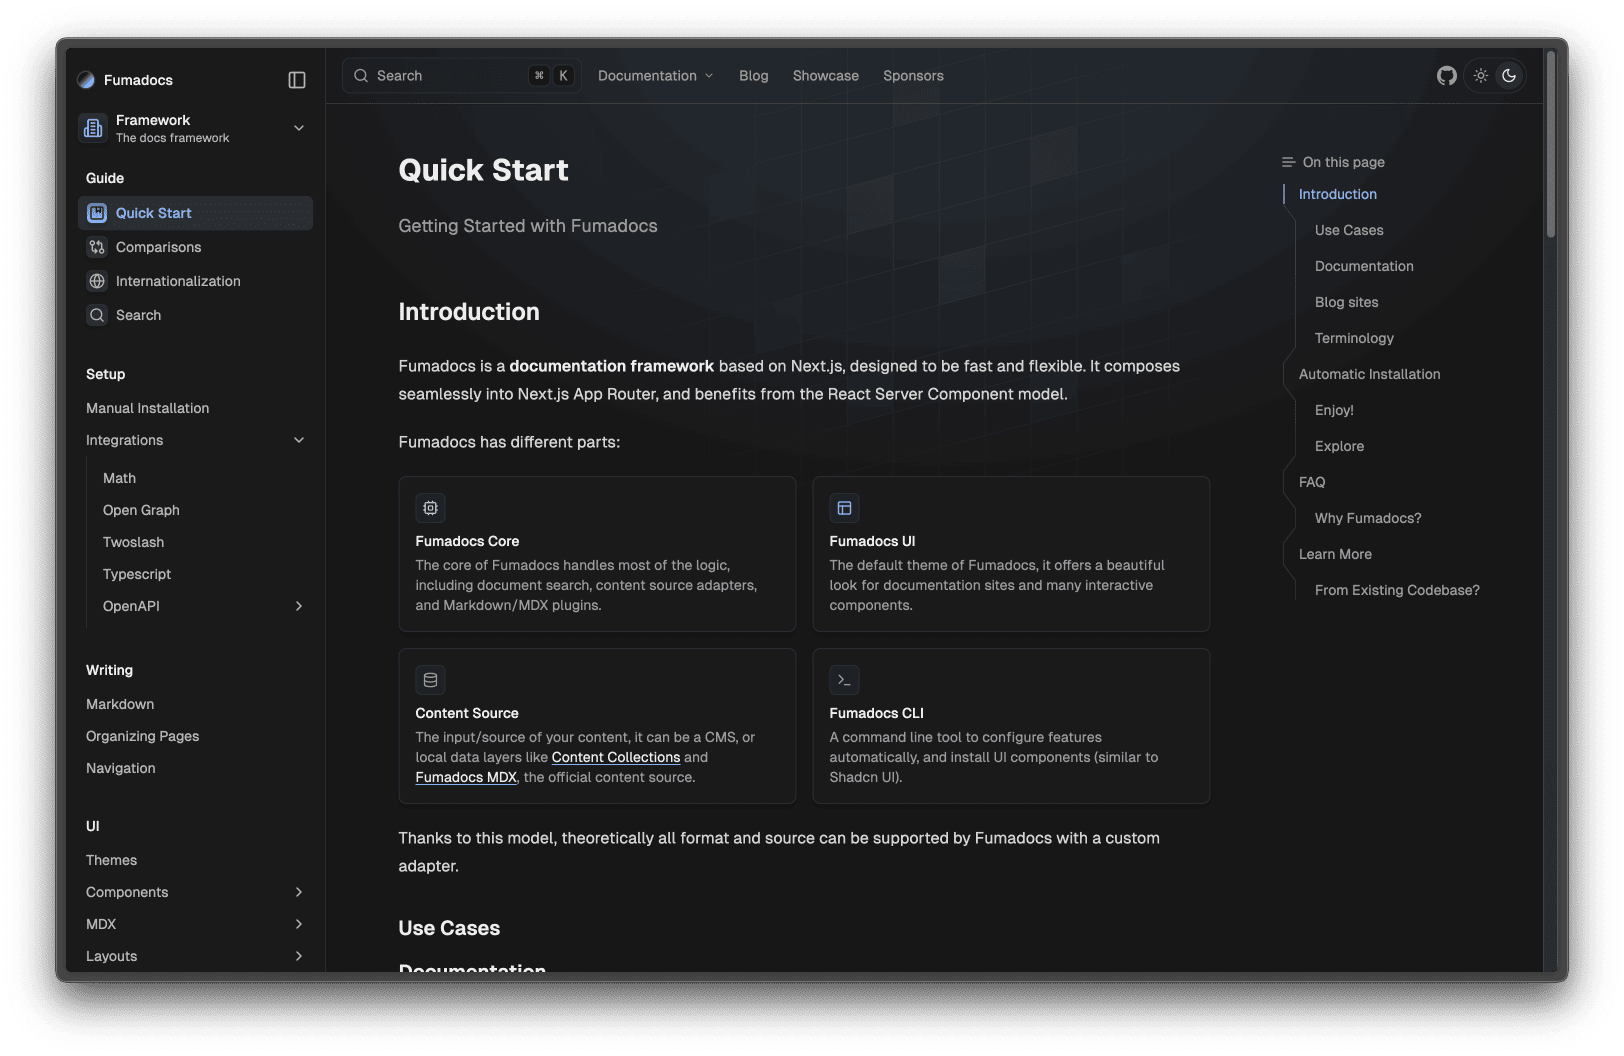 Fumadocs
Framework
The docs framework
Guide
Quick Start
Comparisons
Internationalization
Search
Setup
Manual Installation
Integrations
Math
Open Graph
Twoslash
Typescript
OpenAPI
Writing
Markdown
Organizing Pages
Navigation
UI
Themes
Components
MDX
Layouts
Search ⌘ K Documentation Blog Showcase Sponsors
Quick Start
Getting Started with Fumadocs
Introduction
Fumadocs is a documentation framework based on Next.js, designed to be fast and flexible. It composes
seamlessly into Next.js App Router, and benefits from the React Server Component model.
Fumadocs has different parts:
Fumadocs Core
The core of Fumadocs handles most of the logic,
including document search, content source adapters,
and Markdown/MDX plugins.
Fumadocs UI
The default theme of Fumadocs, it offers a beautiful
look for documentation sites and many interactive
components.
Content Source
The input/source of your content, it can be a CMS, or
local data layers like Content Collections and
Fumadocs MDX, the official content source.
Fumadocs CLI
A command line tool to configure features
automatically, and install UI components (similar to
Shadcn UI).
Thanks to this model, theoretically all format and source can be supported by Fumadocs with a custom
adapter.
Use Cases
Documentation
On this page
Introduction
Use Cases
Documentation
Blog sites
Terminology
Automatic Installation
Enjoy!
Explore
FAQ
Why Fumadocs?
Learn More
From Existing Codebase?